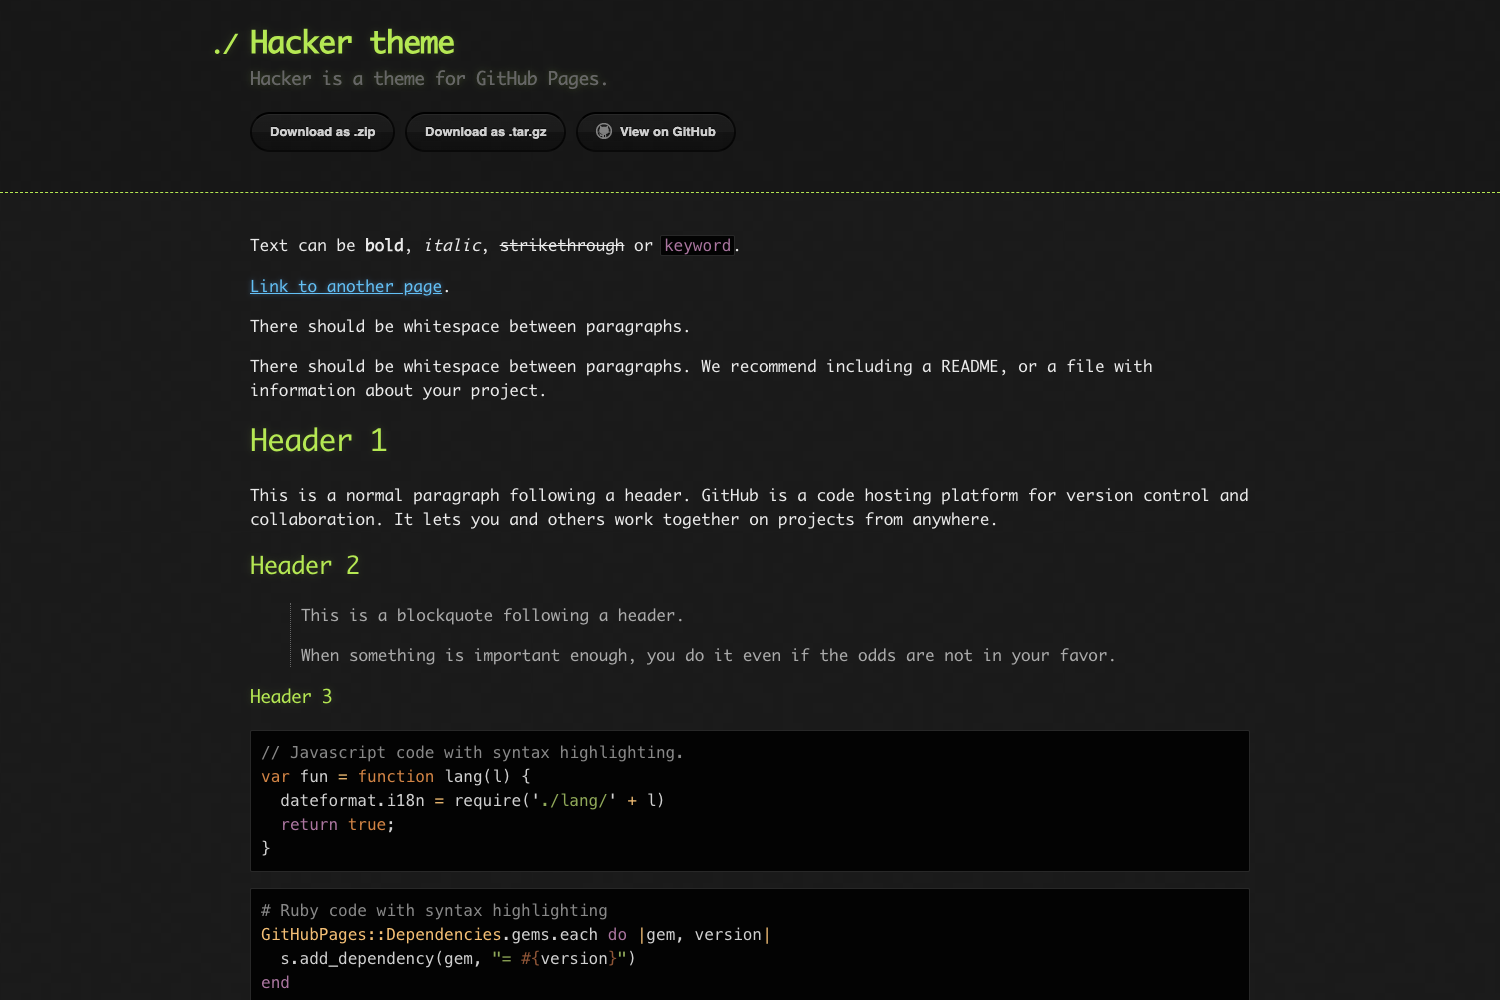 ./ Hacker theme
Hacker is a theme for GitHub Pages.
Download as .zip
Download as .tar.gz
View on GitHub
Text can be bold, italic, strikethrough or keyword.
Link to another page.
There should be whitespace between paragraphs.
There should be whitespace between paragraphs. We recommend including a README, or a file with
information about your project.
Header 1
This is a normal paragraph following a header. GitHub is a code hosting platform for version control and
collaboration. It lets you and others work together on projects from anywhere.
Header 2
This is a blockquote following a header.
When something is important enough, you do it even if the odds are not in your favor.
Header 3
// Javascript code with syntax highlighting.
var fun = function lang(l) {
  dateformat.i18n = require('./lang/' + l)
  return true;
}
# Ruby code with syntax highlighting
GitHubPages::Dependencies.gems.each do |gem, version|
  s.add_dependency(gem, "= #{version}")
end